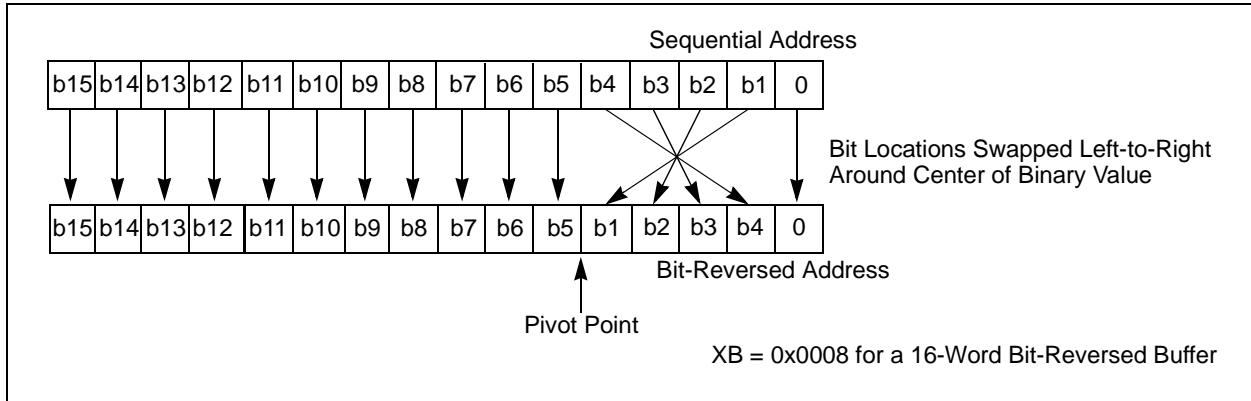 Sequential Address
b15 b14 b13 b12 b11 b10 b9 b8 b7 b6 b5 b4 b3 b2 b1 0
Bit Locations Swapped Left-to-Right
Around Center of Binary Value
b15 b14 b13 b12 b11 b10 b9 b8 b7 b6 b5 b1 b2 b3 b4 0
Bit-Reversed Address
Pivot Point
XB = 0x0008 for a 16-Word Bit-Reversed Buffer